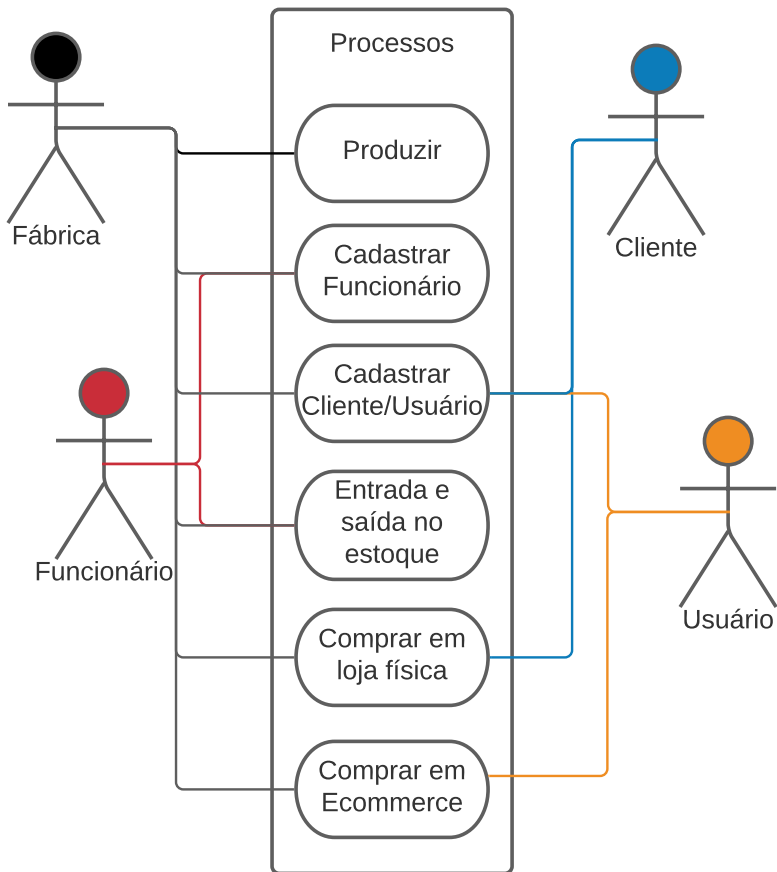 Processos
Produzir
Cadastrar
Funcionário
Cadastrar
Cliente/Usuário
Entrada e
saída no
estoque
Comprar em
loja física
Comprar em
Ecommerce
Fábrica
Funcionário
Cliente
Usuário